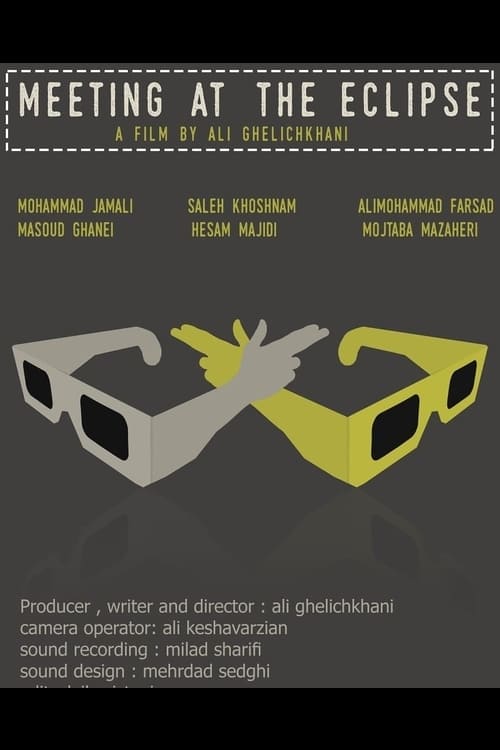 MEETING AT THE ECLIPSE
A FILM BY ALI GHELICHKHANI
MOHAMMAD JAMALI SALEH KHOSHNAM ALIMOHAMMAD FARSAD
MASOUD GHANEI HESAM MAJIDI MOJTABA MAZAHERI
Producer , writer and director : ali ghelichkhani
camera operator: ali keshavarzian
sound recording : milad sharifi
sound design : mehrdad sedghi